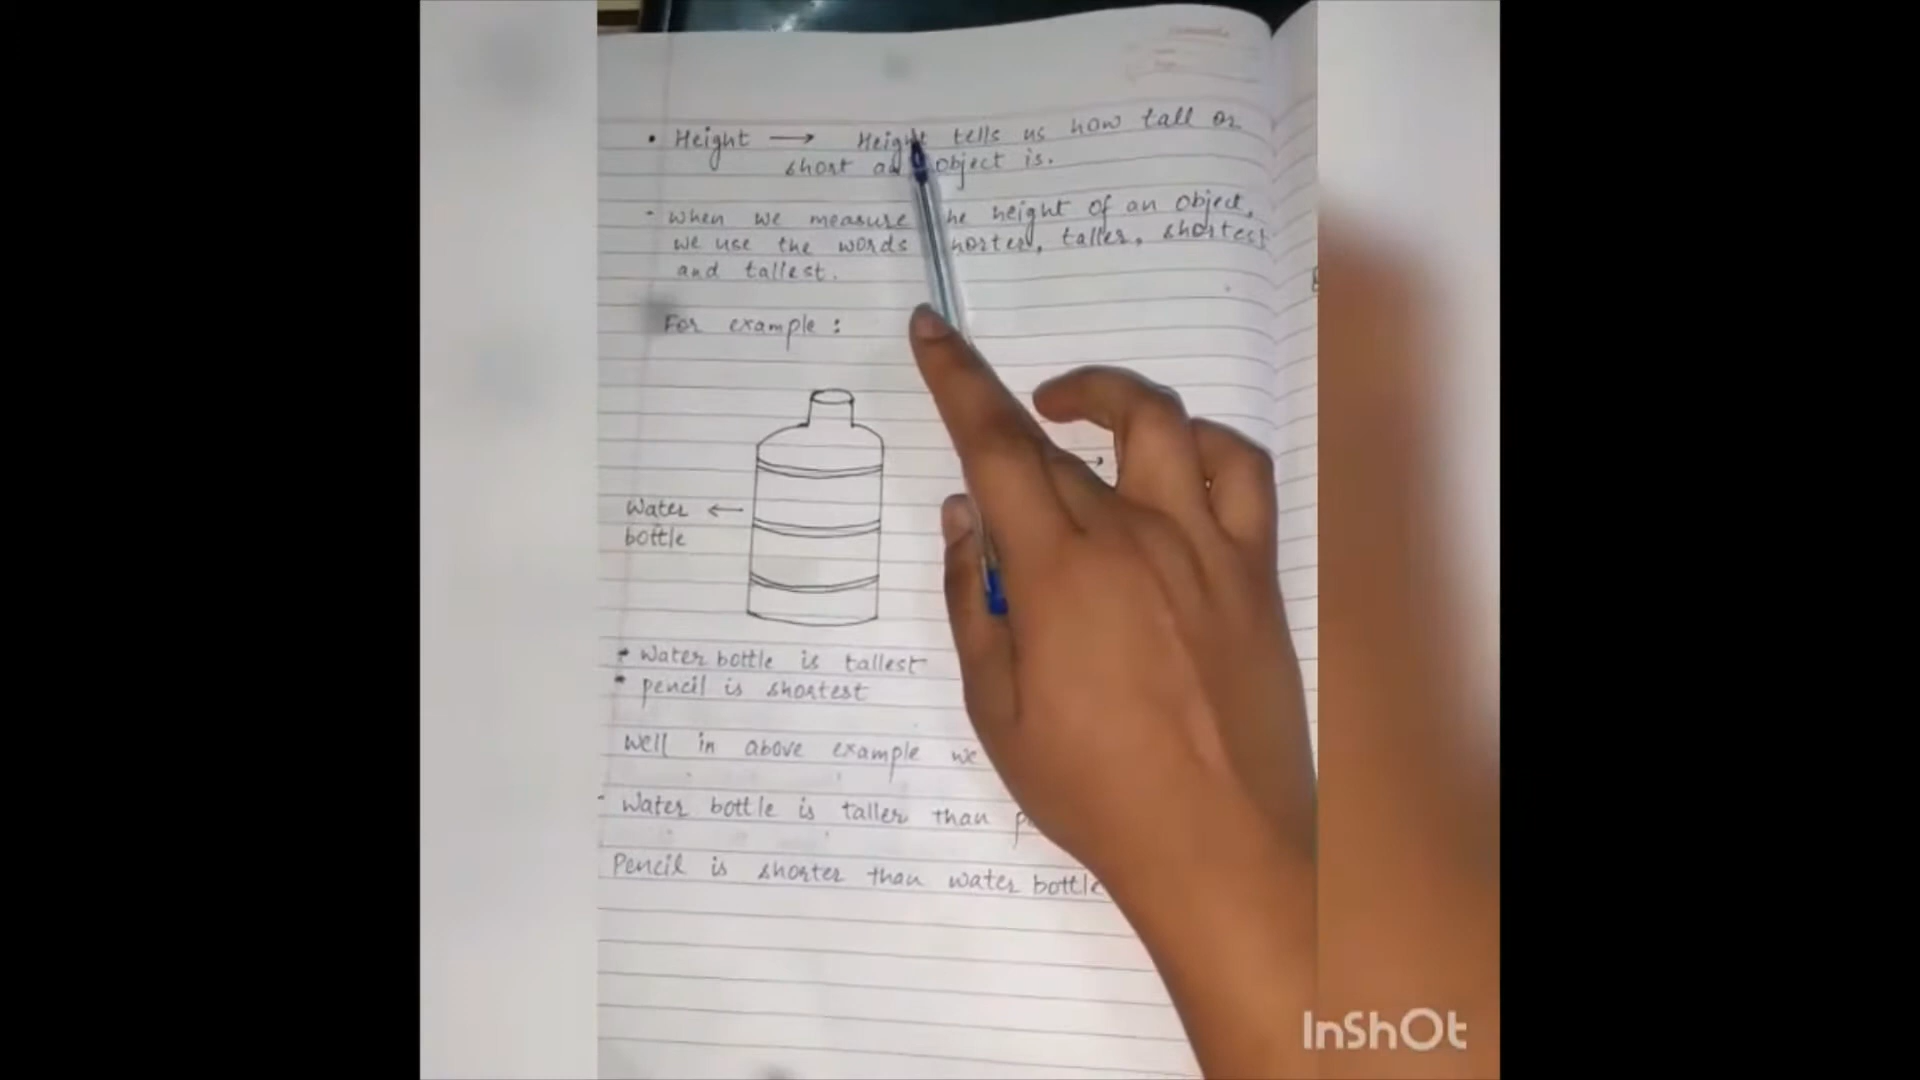 • Height → Height tells us how tall or
short an object is.
- when we measure he height of an object,
we use the words horter, taller, shortest
and tallest.
For example :
Water ←
bottle
→
* Water bottle is tallest
* pencil is shortest
Well in above example we
- Water bottle is taller than p
Pencil is shorter than water bottle
InShOt